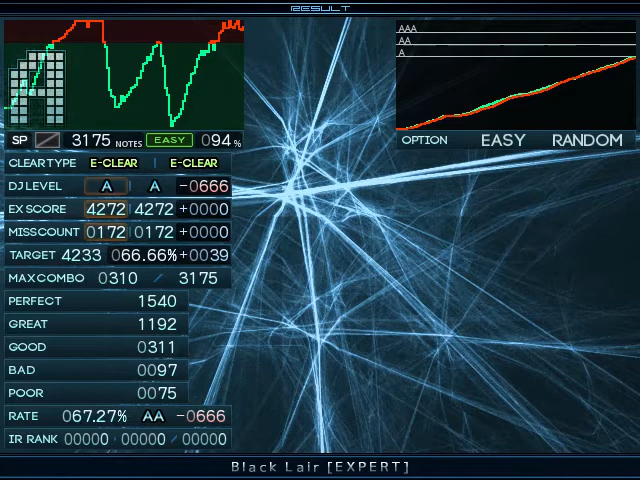 RESULT
AAA
AA
A
A
SP 3175 NOTES EASY 094%
OPTION EASY RANDOM
CLEARTYPE E-CLEAR | E-CLEAR
DJ LEVEL A | A -0666
EX SCORE 4272 | 4272 +0000
MISSCOUNT 0172 | 0172 +0000
TARGET 4233 066.66% +0039
MAXCOMBO 0310 / 3175
PERFECT 1540
GREAT 1192
GOOD 0311
BAD 0097
POOR 0075
RATE 067.27% AA -0666
IR RANK 00000 · 00000 / 00000
Black Lair [EXPERT]